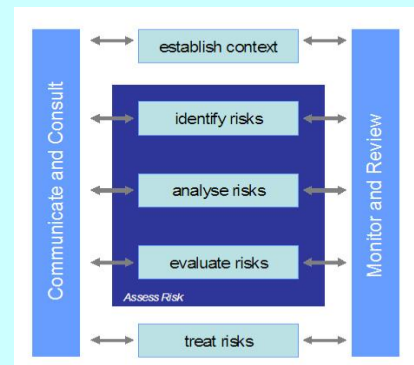 Communicate and Consult
establish context
identify risks
analyse risks
evaluate risks
Assess Risk
treat risks
Monitor and Review